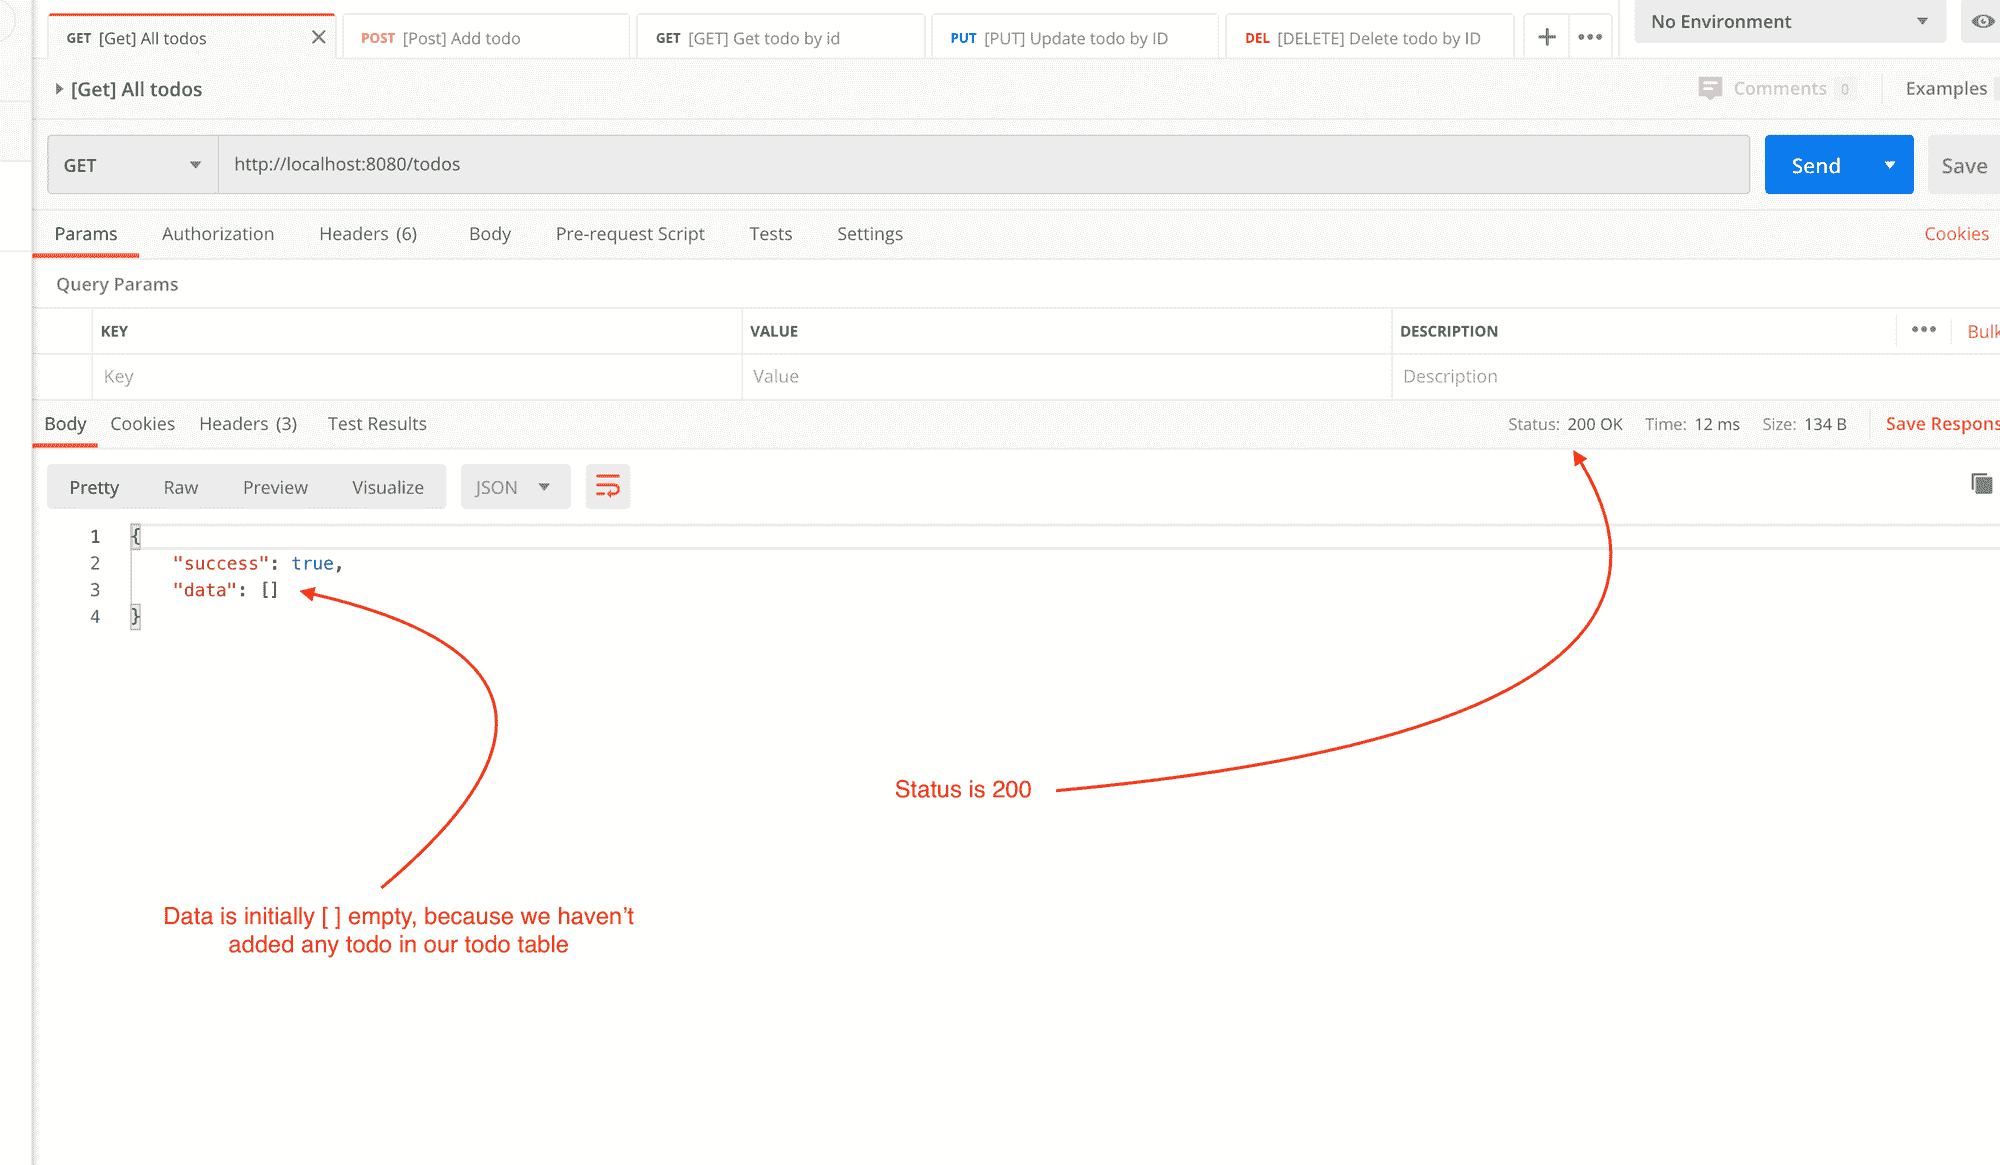 GET [Get] All todos
POST [Post] Add todo
GET [GET] Get todo by id
PUT [PUT] Update todo by ID
DEL [DELETE] Delete todo by ID
No Environment
[Get] All todos
Comments 0
Examples
GET
http://localhost:8080/todos
Send
Save
Params Authorization Headers (6) Body Pre-request Script Tests Settings Cookies
Query Params
KEY VALUE DESCRIPTION Bulk
Key Value Description
Body Cookies Headers (3) Test Results Status: 200 OK Time: 12 ms Size: 134 B Save Respons
Pretty Raw Preview Visualize JSON
1 {
2 "success": true,
3 "data": []
4 }
Status is 200
Data is initially [ ] empty, because we haven't
added any todo in our todo table